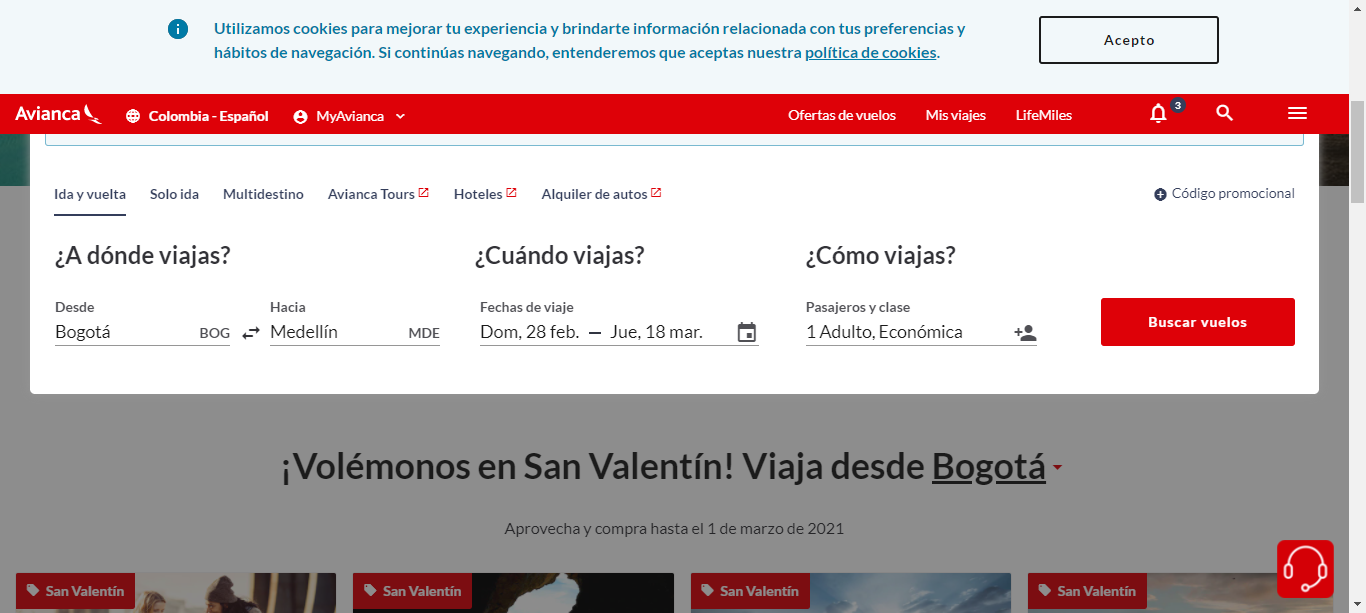 Utilizamos cookies para mejorar tu experiencia y brindarte información relacionada con tus preferencias y
hábitos de navegación. Si continúas navegando, entenderemos que aceptas nuestra política de cookies.
Acepto
Avianca
Colombia - Español
MyAvianca
Ofertas de vuelos
Mis viajes
LifeMiles
3
Ida y vuelta
Solo ida
Multidestino
Avianca Tours
Hoteles
Alquiler de autos
Código promocional
¿A dónde viajas?
¿Cuándo viajas?
¿Cómo viajas?
Desde
Hacia
Fechas de viaje
Pasajeros y clase
Bogotá BOG
Medellín MDE
Dom, 28 feb. — Jue, 18 mar.
1 Adulto, Económica
Buscar vuelos
¡Volémonos en San Valentín! Viaja desde Bogotá
Aprovecha y compra hasta el 1 de marzo de 2021
San Valentín
San Valentín
San Valentín
San Valentín